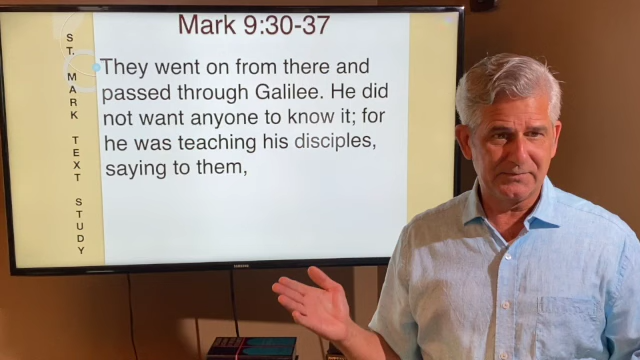 Mark 9:30-37
ST. MARK TEXT STUDY
They went on from there and
passed through Galilee. He did
not want anyone to know it; for
he was teaching his disciples,
saying to them,
SAMSUNG